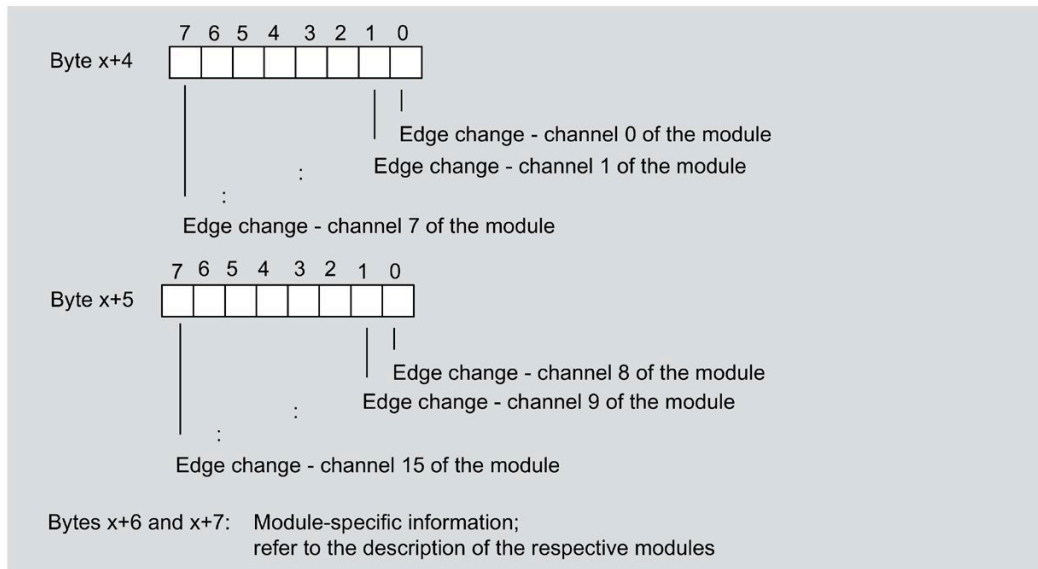 7 6 5 4 3 2 1 0
Byte x+4
Edge change - channel 0 of the module
Edge change - channel 1 of the module
:
:
Edge change - channel 7 of the module
7 6 5 4 3 2 1 0
Byte x+5
Edge change - channel 8 of the module
Edge change - channel 9 of the module
:
:
Edge change - channel 15 of the module
Bytes x+6 and x+7: Module-specific information;
refer to the description of the respective modules